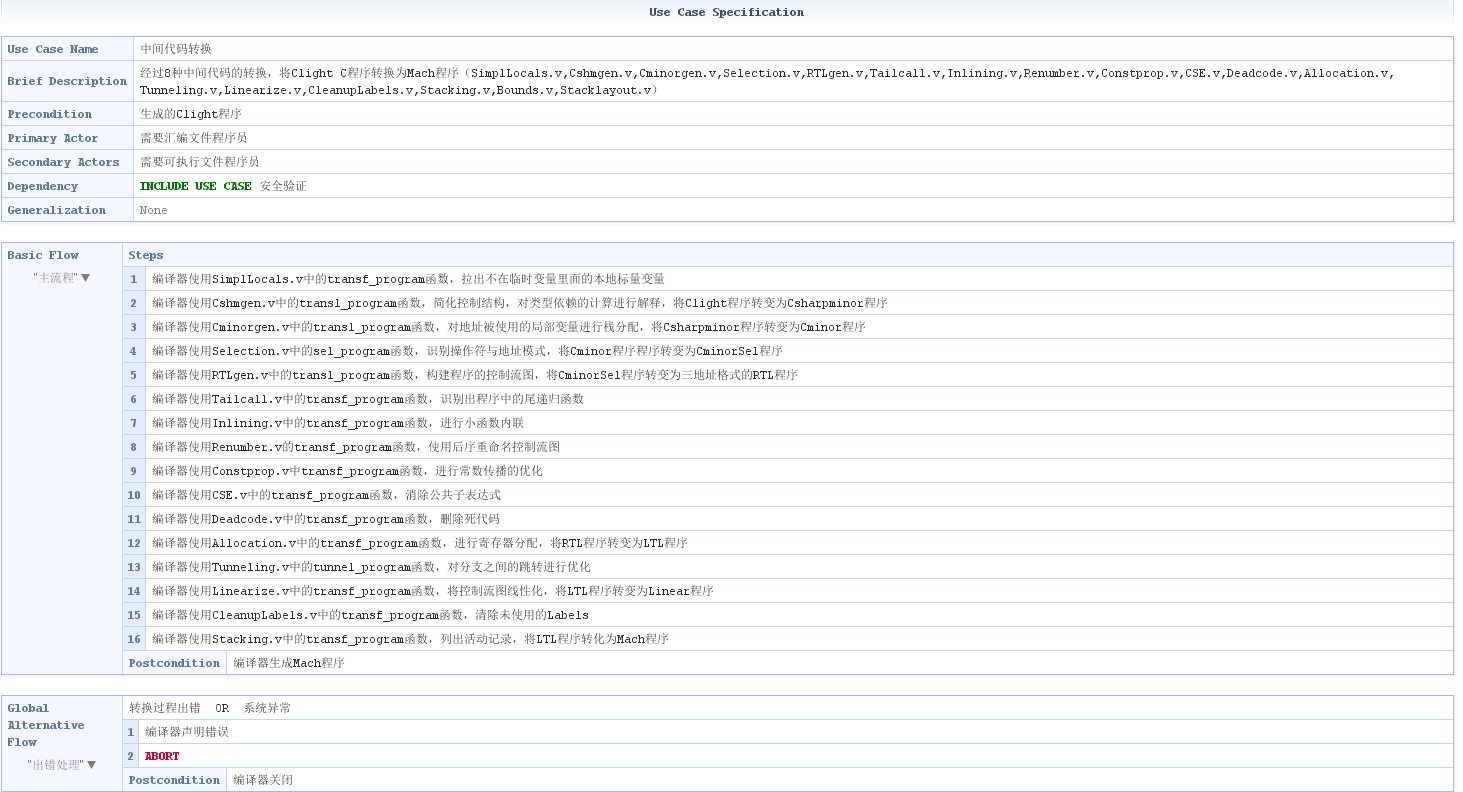 Use Case Specification
Use Case Name 中间代码转换
Brief Description 经过8种中间代码的转换，将Clight C程序转换为Mach程序（SimplLocals.v,Cshmgen.v,Cminorgen.v,Selection.v,RTLgen.v,Tailcall.v,Inlining.v,Renumber.v,Constprop.v,CSE.v,Deadcode.v,Allocation.v,
Tunneling.v,Linearize.v,CleanupLabels.v,Stacking.v,Bounds.v,Stacklayout.v）
Precondition 生成的Clight程序
Primary Actor 需要汇编文件程序员
Secondary Actors 需要可执行文件程序员
Dependency INCLUDE USE CASE 安全验证
Generalization None
Basic Flow Steps
"主流程" ▼
1 编译器使用SimplLocals.v中的transf_program函数，拉出不在临时变量里面的本地标量变量
2 编译器使用Cshmgen.v中的transl_program函数，简化控制结构，对类型依赖的计算进行解释，将Clight程序转变为Csharpminor程序
3 编译器使用Cminorgen.v中的transl_program函数，对地址被使用的局部变量进行栈分配，将Csharpminor程序转变为Cminor程序
4 编译器使用Selection.v中的sel_program函数，识别操作符与地址模式，将Cminor程序程序转变为CminorSel程序
5 编译器使用RTLgen.v中的transl_program函数，构建程序的控制流图，将CminorSel程序转变为三地址格式的RTL程序
6 编译器使用Tailcall.v中的transf_program函数，识别出程序中的尾递归函数
7 编译器使用Inlining.v中的transf_program函数，进行小函数内联
8 编译器使用Renumber.v的transf_program函数，使用后序重命名控制流图
9 编译器使用Constprop.v中transf_program函数，进行常数传播的优化
10 编译器使用CSE.v中的transf_program函数，消除公共子表达式
11 编译器使用Deadcode.v中的transf_program函数，删除死代码
12 编译器使用Allocation.v中的transf_program函数，进行寄存器分配，将RTL程序转变为LTL程序
13 编译器使用Tunneling.v中的tunnel_program函数，对分支之间的跳转进行优化
14 编译器使用Linearize.v中的transf_program函数，将控制流图线性化，将LTL程序转变为Linear程序
15 编译器使用CleanupLabels.v中的transf_program函数，清除未使用的Labels
16 编译器使用Stacking.v中的transf_program函数，列出活动记录，将LTL程序转化为Mach程序
Postcondition 编译器生成Mach程序
Global
Alternative
Flow
"出错处理" ▼
转换过程出错 OR 系统异常
1 编译器声明错误
2 ABORT
Postcondition 编译器关闭